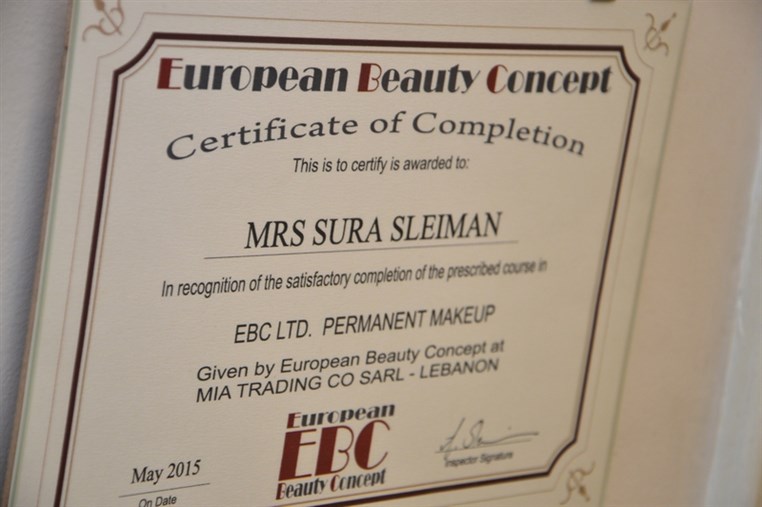 European Beauty Concept
Certificate of Completion
This is to certify is awarded to:
MRS SURA SLEIMAN
In recognition of the satisfactory completion of the prescribed course in
EBC LTD. PERMANENT MAKEUP
Given by European Beauty Concept at
MIA TRADING CO SARL - LEBANON
European
EBC
Beauty Concept
May 2015
On Date
Inspector Signature